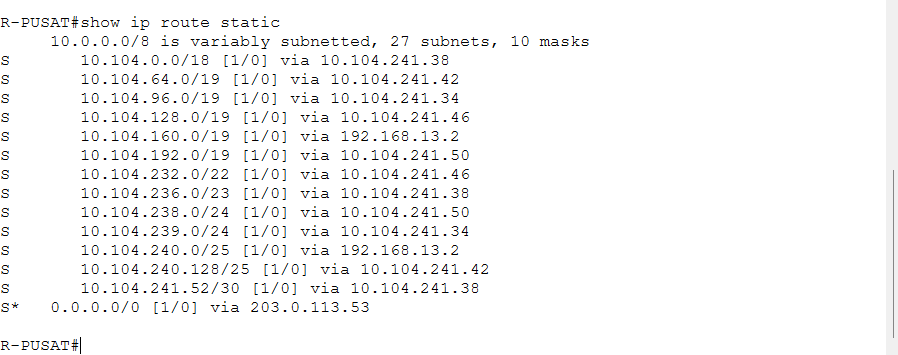 R-PUSAT#show ip route static
10.0.0.0/8 is variably subnetted, 27 subnets, 10 masks
S 10.104.0.0/18 [1/0] via 10.104.241.38
S 10.104.64.0/19 [1/0] via 10.104.241.42
S 10.104.96.0/19 [1/0] via 10.104.241.34
S 10.104.128.0/19 [1/0] via 10.104.241.46
S 10.104.160.0/19 [1/0] via 192.168.13.2
S 10.104.192.0/19 [1/0] via 10.104.241.50
S 10.104.232.0/22 [1/0] via 10.104.241.46
S 10.104.236.0/23 [1/0] via 10.104.241.38
S 10.104.238.0/24 [1/0] via 10.104.241.50
S 10.104.239.0/24 [1/0] via 10.104.241.34
S 10.104.240.0/25 [1/0] via 192.168.13.2
S 10.104.240.128/25 [1/0] via 10.104.241.42
S 10.104.241.52/30 [1/0] via 10.104.241.38
S* 0.0.0.0/0 [1/0] via 203.0.113.53
R-PUSAT#